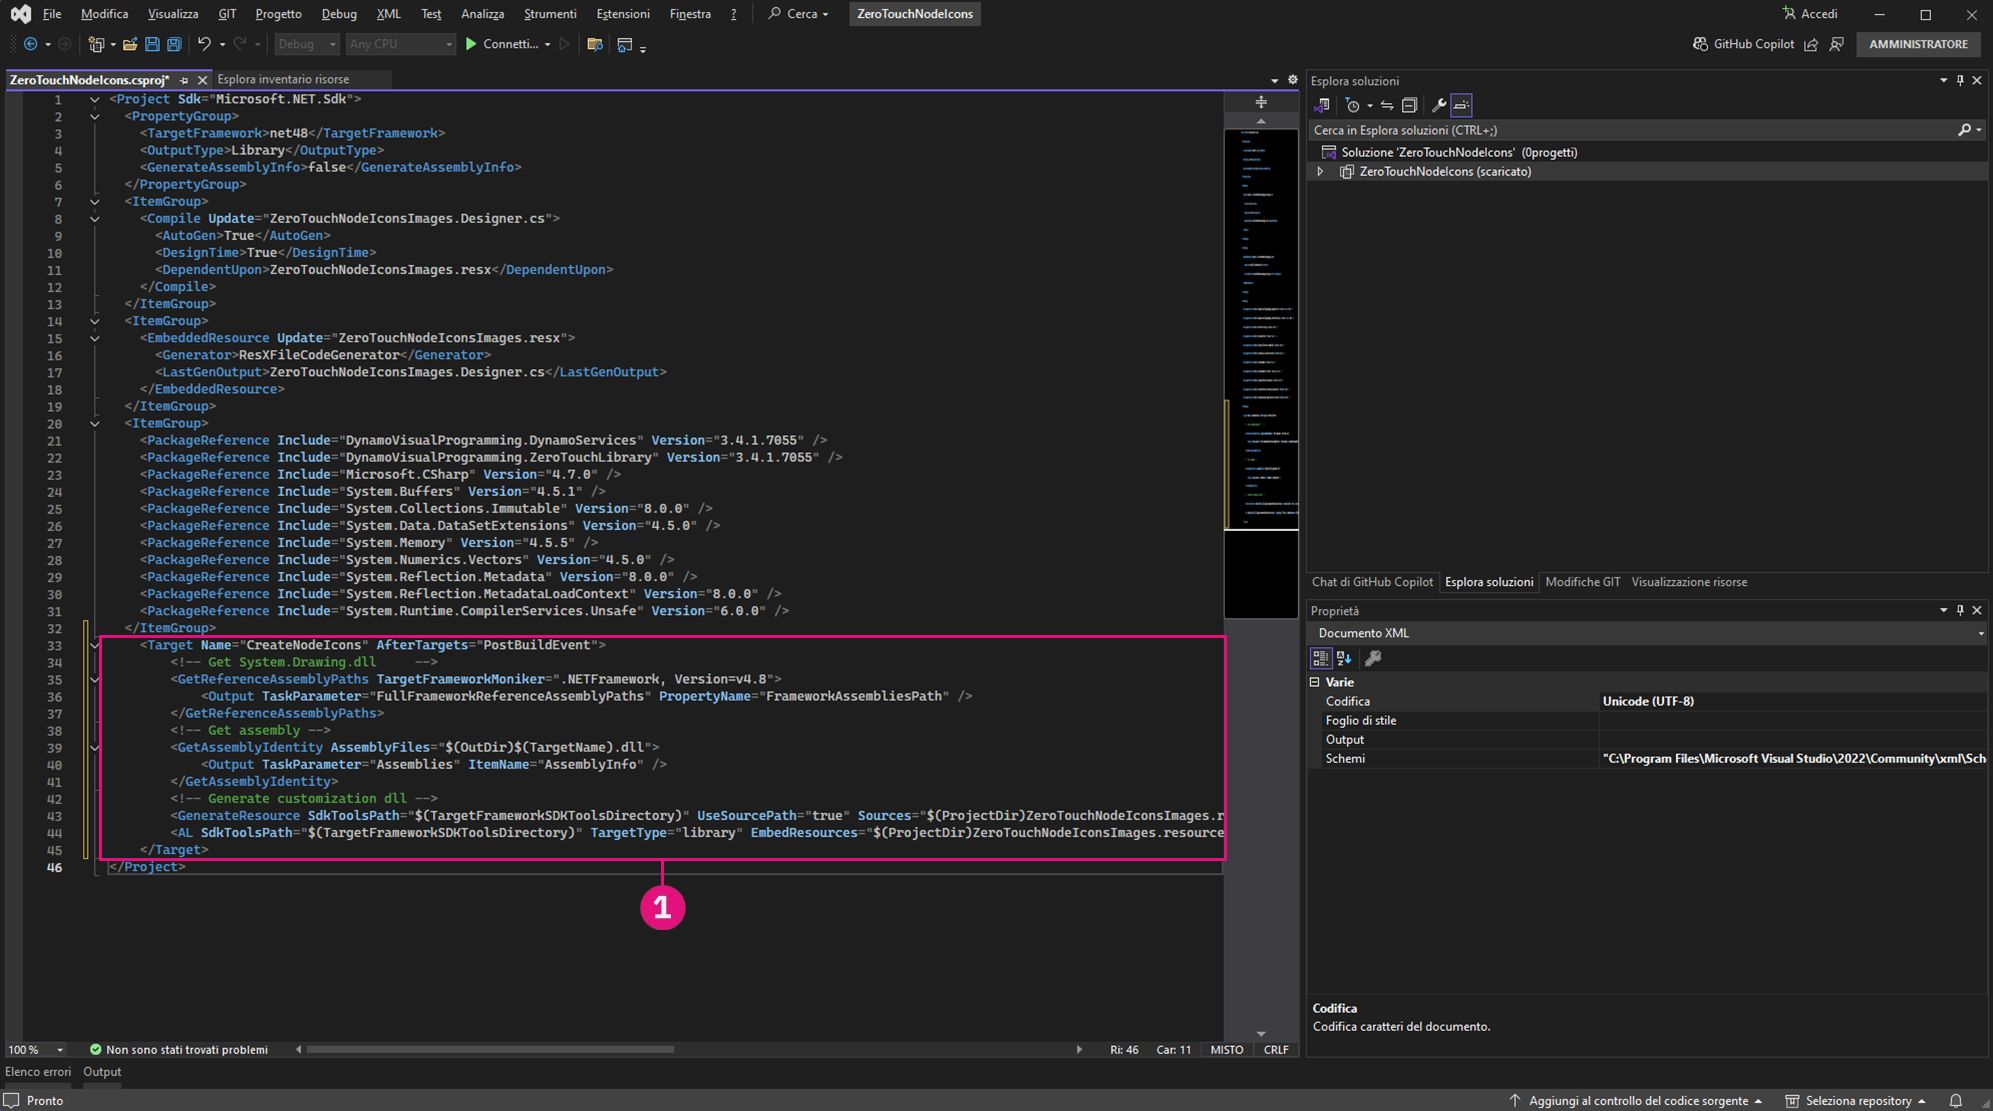 File Modifica Visualizza GIT Progetto Debug XML Test Analizza Strumenti Estensioni Finestra ? Cerca ZeroTouchNodeIcons Accedi
Debug Any CPU Connetti... GitHub Copilot AMMINISTRATORE
ZeroTouchNodeIcons.csproj* Esplora inventario risorse
1 <Project Sdk="Microsoft.NET.Sdk">
2 <PropertyGroup>
3 <TargetFramework>net48</TargetFramework>
4 <OutputType>Library</OutputType>
5 <GenerateAssemblyInfo>false</GenerateAssemblyInfo>
6 </PropertyGroup>
7 <ItemGroup>
8 <Compile Update="ZeroTouchNodeIconsImages.Designer.cs">
9 <AutoGen>True</AutoGen>
10 <DesignTime>True</DesignTime>
11 <DependentUpon>ZeroTouchNodeIconsImages.resx</DependentUpon>
12 </Compile>
13 </ItemGroup>
14 <ItemGroup>
15 <EmbeddedResource Update="ZeroTouchNodeIconsImages.resx">
16 <Generator>ResXFileCodeGenerator</Generator>
17 <LastGenOutput>ZeroTouchNodeIconsImages.Designer.cs</LastGenOutput>
18 </EmbeddedResource>
19 </ItemGroup>
20 <ItemGroup>
21 <PackageReference Include="DynamoVisualProgramming.DynamoServices" Version="3.4.1.7055" />
22 <PackageReference Include="DynamoVisualProgramming.ZeroTouchLibrary" Version="3.4.1.7055" />
23 <PackageReference Include="Microsoft.CSharp" Version="4.7.0" />
24 <PackageReference Include="System.Buffers" Version="4.5.1" />
25 <PackageReference Include="System.Collections.Immutable" Version="8.0.0" />
26 <PackageReference Include="System.Data.DataSetExtensions" Version="4.5.0" />
27 <PackageReference Include="System.Memory" Version="4.5.5" />
28 <PackageReference Include="System.Numerics.Vectors" Version="4.5.0" />
29 <PackageReference Include="System.Reflection.Metadata" Version="8.0.0" />
30 <PackageReference Include="System.Reflection.MetadataLoadContext" Version="8.0.0" />
31 <PackageReference Include="System.Runtime.CompilerServices.Unsafe" Version="6.0.0" />
32 </ItemGroup>
33 <Target Name="CreateNodeIcons" AfterTargets="PostBuildEvent">
34 <!-- Get System.Drawing.dll -->
35 <GetReferenceAssemblyPaths TargetFrameworkMoniker=".NETFramework, Version=v4.8">
36 <Output TaskParameter="FullFrameworkReferenceAssemblyPaths" PropertyName="FrameworkAssembliesPath" />
37 </GetReferenceAssemblyPaths>
38 <!-- Get assembly -->
39 <GetAssemblyIdentity AssemblyFiles="$(OutDir)$(TargetName).dll">
40 <Output TaskParameter="Assemblies" ItemName="AssemblyInfo" />
41 </GetAssemblyIdentity>
42 <!-- Generate customization dll -->
43 <GenerateResource SdkToolsPath="$(TargetFrameworkSDKToolsDirectory)" UseSourcePath="true" Sources="$(ProjectDir)ZeroTouchNodeIconsImages.r
44 <AL SdkToolsPath="$(TargetFrameworkSDKToolsDirectory)" TargetType="library" EmbedResources="$(ProjectDir)ZeroTouchNodeIconsImages.resource
45 </Target>
46 </Project>
1
100 % Non sono stati trovati problemi Ri: 46 Car: 11 MISTO CRLF
Elenco errori Output
Pronto Aggiungi al controllo del codice sorgente Seleziona repository
Esplora soluzioni
Cerca in Esplora soluzioni (CTRL+;)
Soluzione 'ZeroTouchNodeIcons' (0progetti)
ZeroTouchNodeIcons (scaricato)
Chat di GitHub Copilot Esplora soluzioni Modifiche GIT Visualizzazione risorse
Proprietà
Documento XML
Varie
Codifica Unicode (UTF-8)
Foglio di stile
Output
Schemi "C:\Program Files\Microsoft Visual Studio\2022\Community\xml\Sch
Codifica
Codifica caratteri del documento.